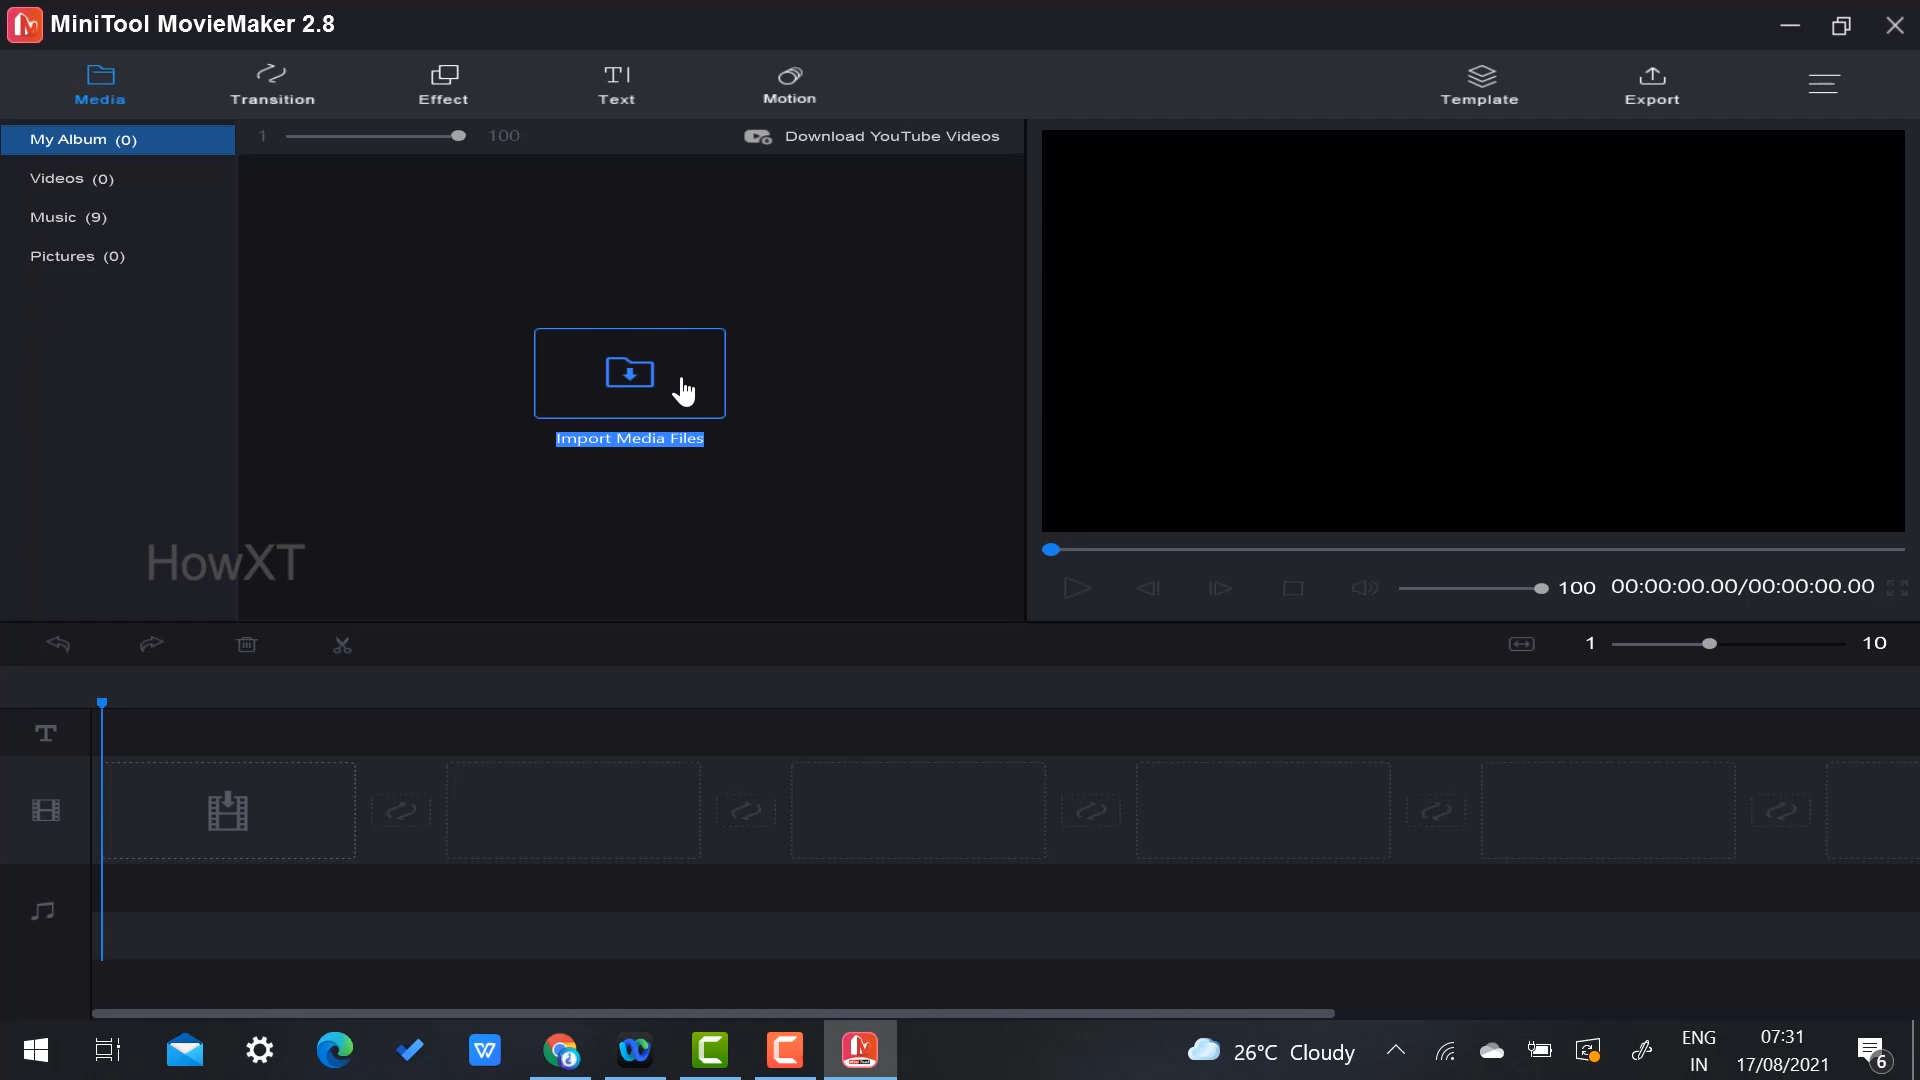 MiniTool MovieMaker 2.8
Media
Transition
Effect
Text
Motion
Template
Export
My Album (0)
1
100
Download YouTube Videos
Videos (0)
Music (9)
Pictures (0)
Import Media Files
HowXT
100
00:00:00.00/00:00:00.00
1
10
26°C Cloudy
ENG
IN
07:31
17/08/2021
6